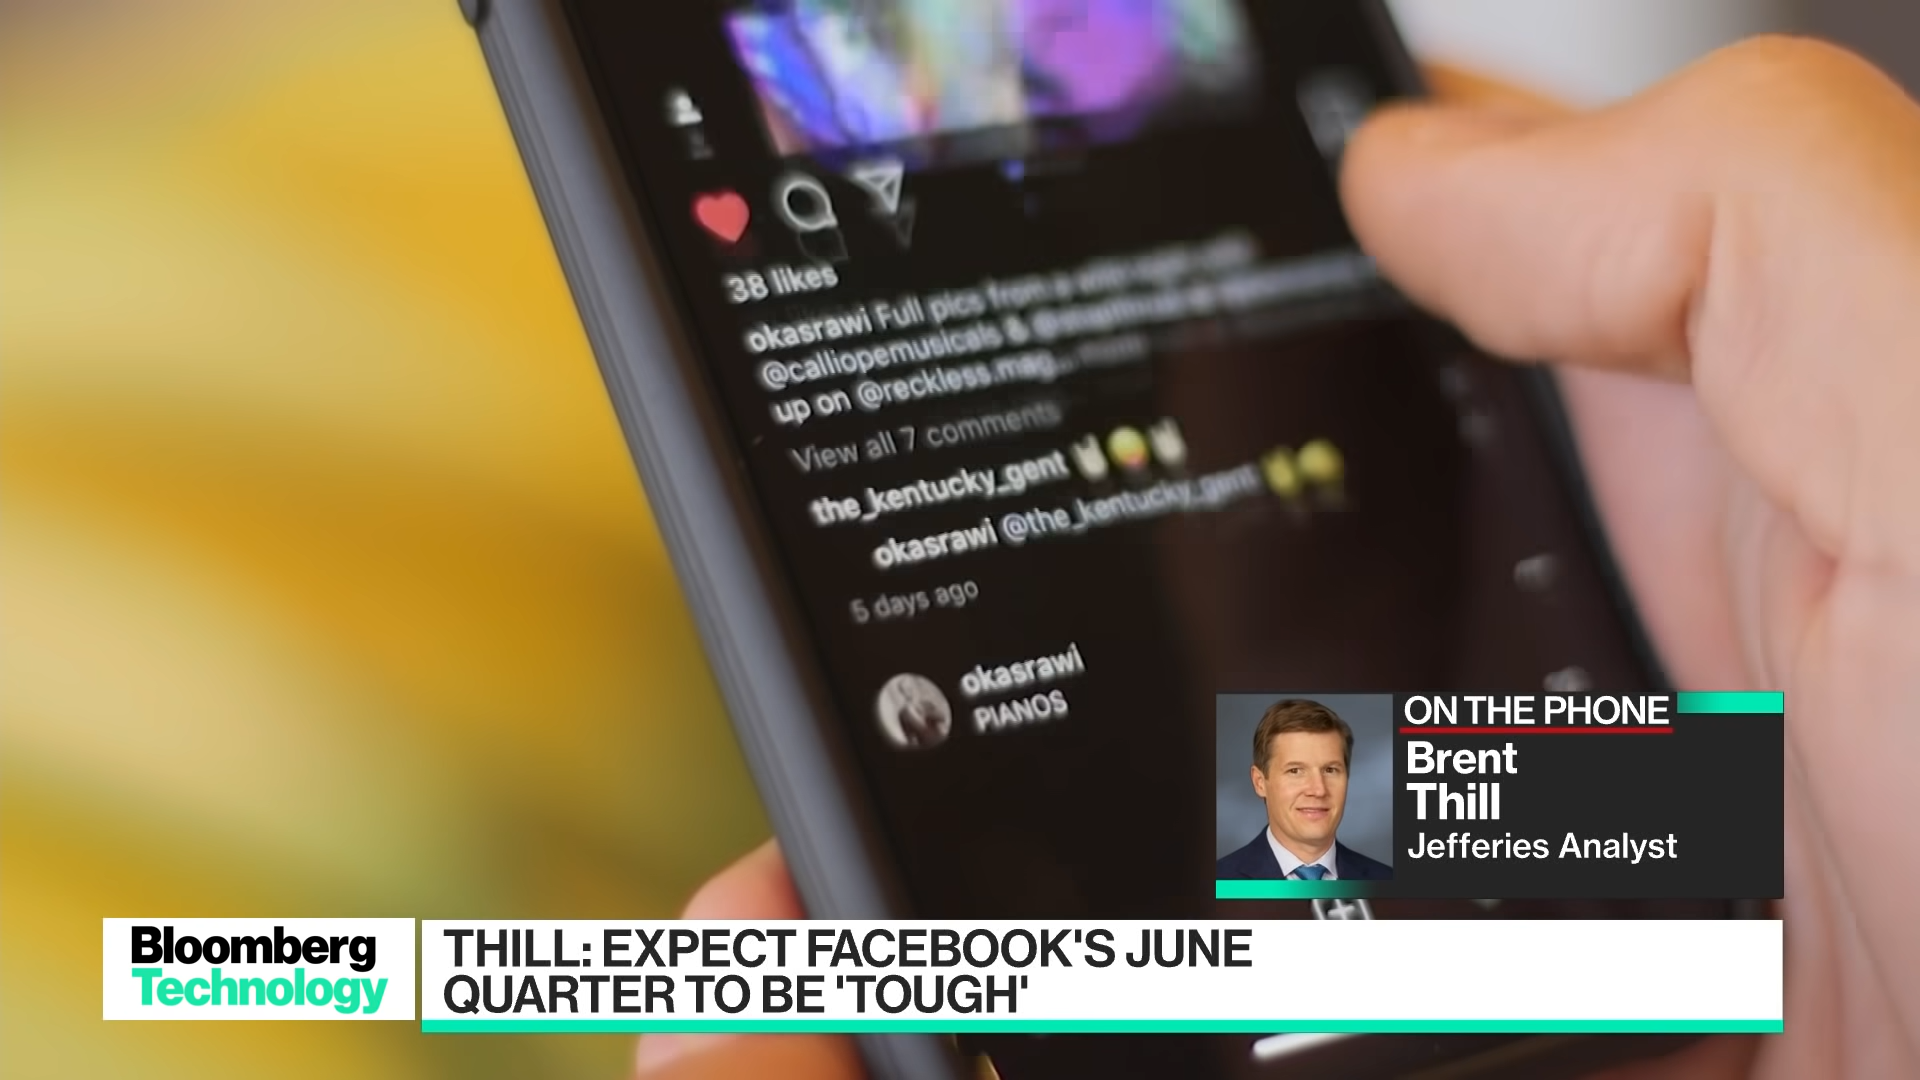 38 likes
okasrawi Full pics from a
@calliopemusicals &
up on @reckless.mag...
View all 7 comments
the_kentucky_gent
okasrawi @the_kentucky_gent
5 days ago
okasrawi
PIANOS
ON THE PHONE
Brent
Thill
Jefferies Analyst
Bloomberg
Technology
THILL: EXPECT FACEBOOK'S JUNE
QUARTER TO BE 'TOUGH'